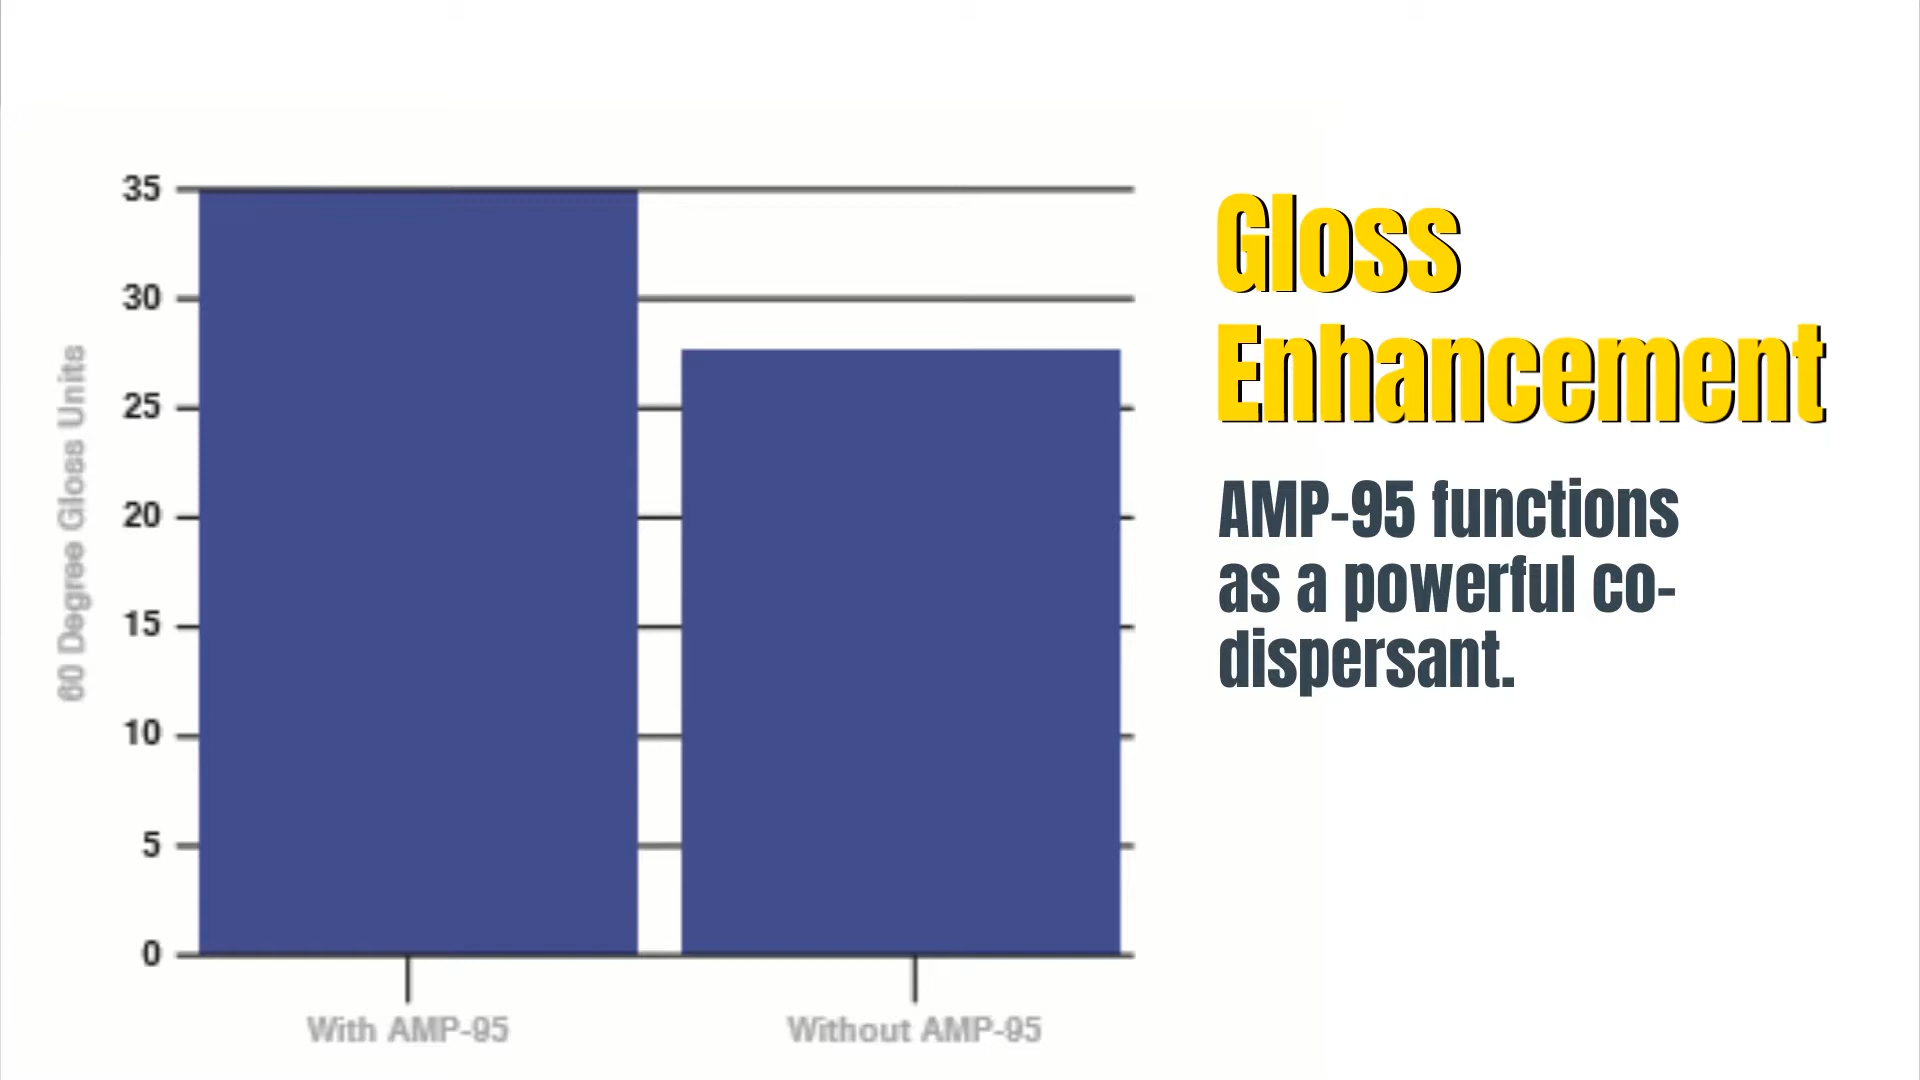 Gloss
Enhancement
AMP-95 functions
as a powerful co-
dispersant.
60 Degree Gloss Units
35
30
25
20
15
10
5
0
With AMP-95
Without AMP-95